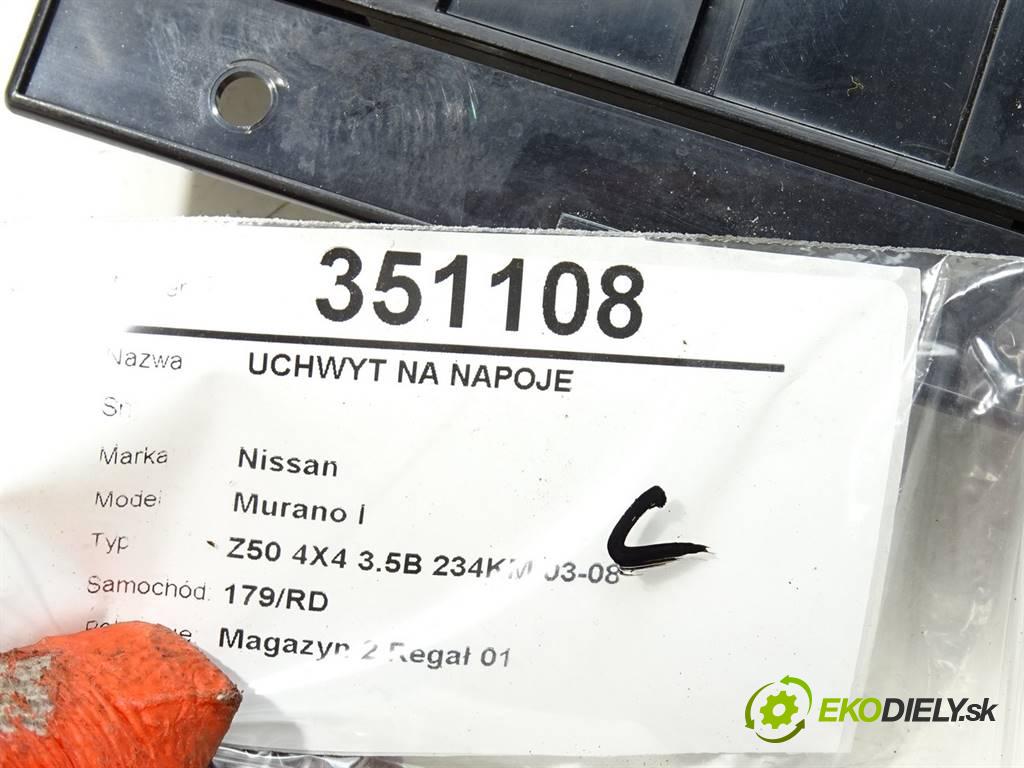 351108
Nazwa UCHWYT NA NAPOJE
Sn
Marka Nissan
Model Murano I
Typ Z50 4X4 3.5B 234KM 03-08
C
Samochód: 179/RD
Magazyn 2 Regał 01
EKODIELY.sk